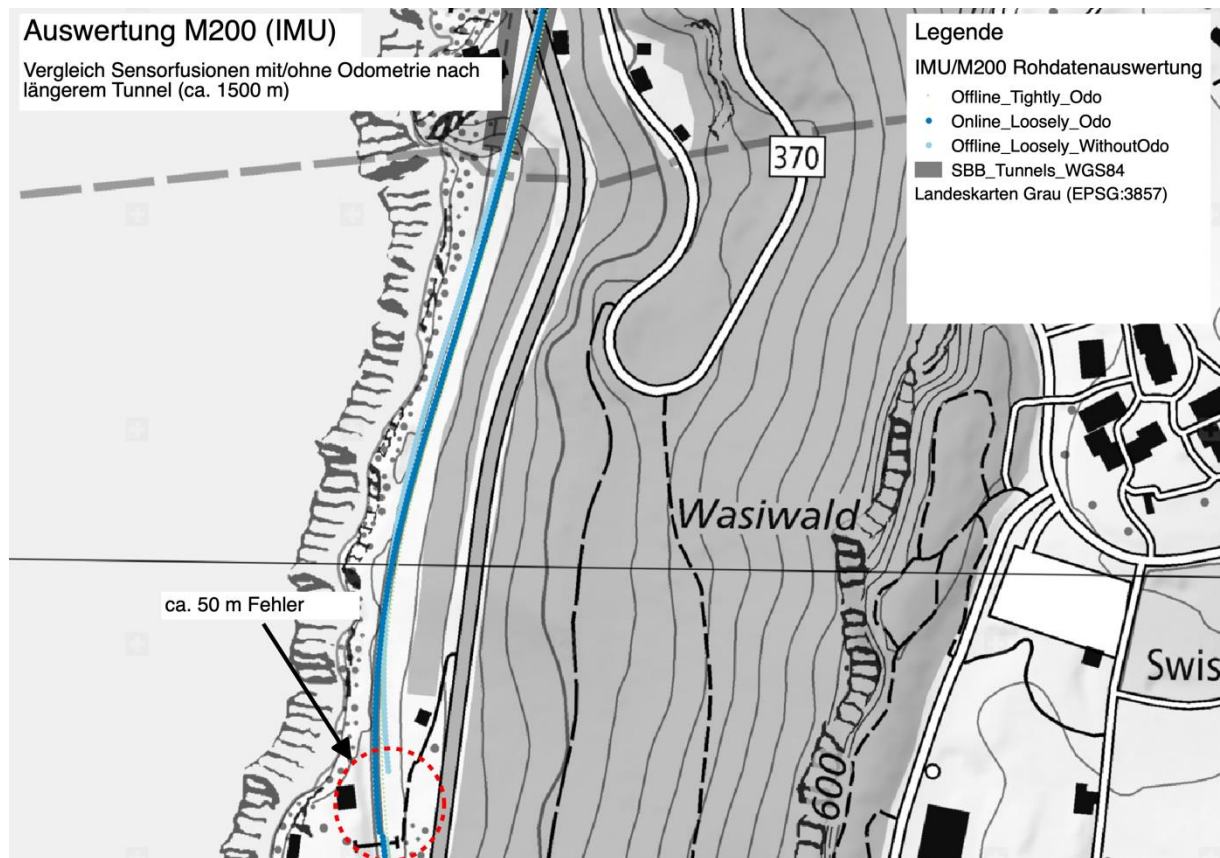 Auswertung M200 (IMU)
Vergleich Sensorfusionen mit/ohne Odometrie nach
längerem Tunnel (ca. 1500 m)
Legende
IMU/M200 Rohdatenauswertung
Offline_Tightly_Odo
Online_Loosely_Odo
Offline_Loosely_WithoutOdo
SBB_Tunnels_WGS84
Landeskarten Grau (EPSG:3857)
370
Wasiwald
ca. 50 m Fehler
Swis
600